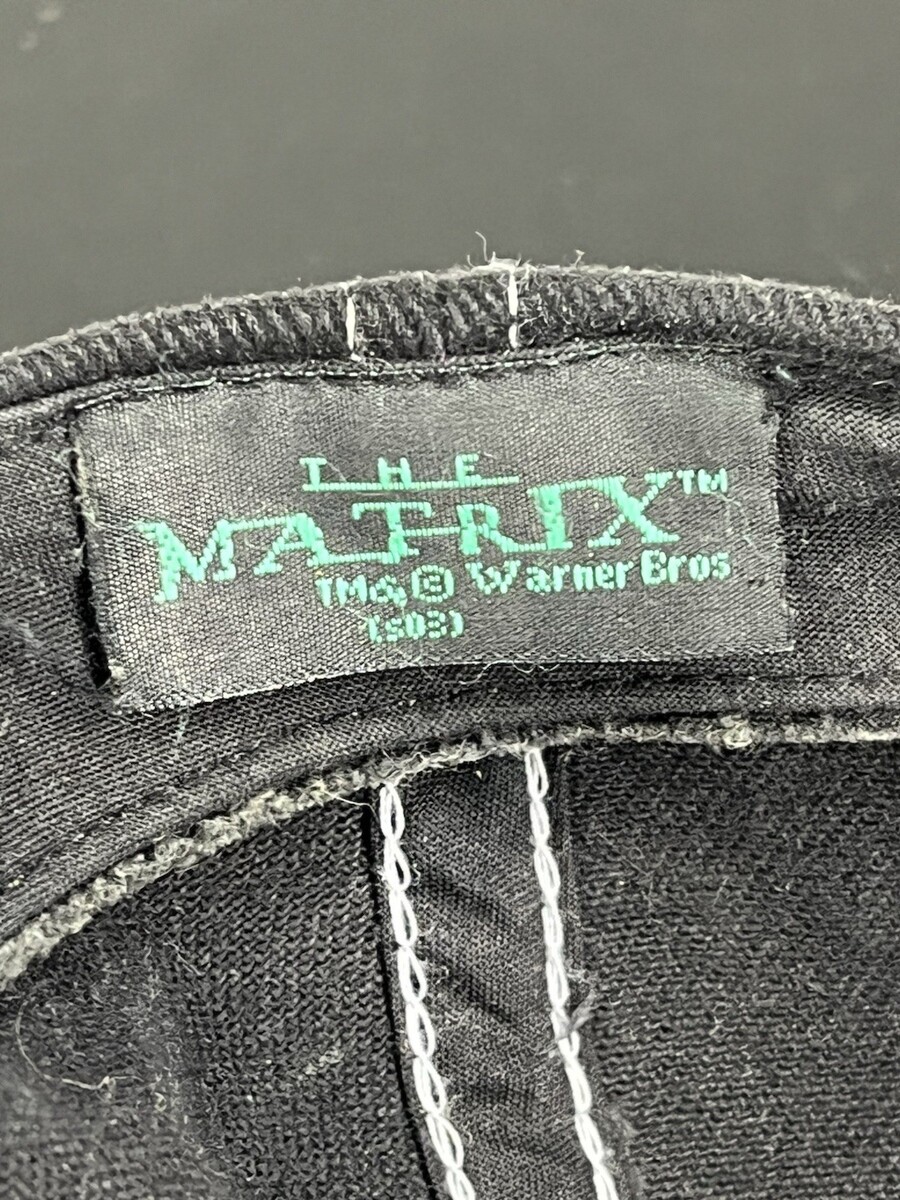 THE
MATRIX™
TM & © Warner Bros
(s03)